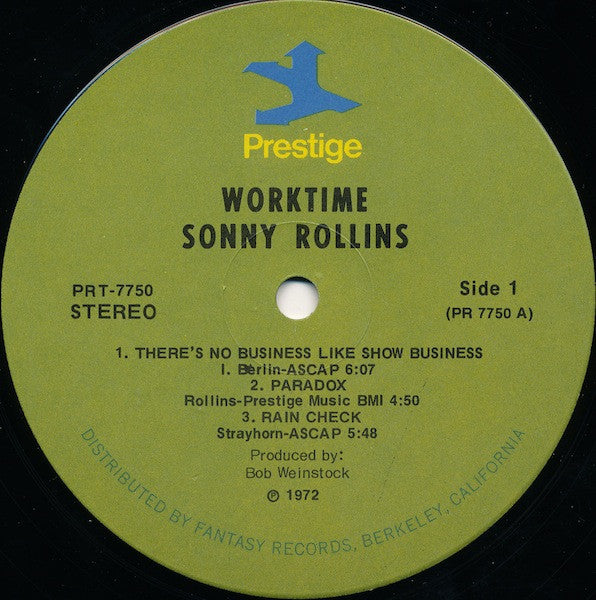 Prestige
WORKTIME
SONNY ROLLINS
PRT-7750
STEREO
Side 1
(PR 7750 A)
1. THERE'S NO BUSINESS LIKE SHOW BUSINESS
I. Berlin-ASCAP 6:07
2. PARADOX
Rollins-Prestige Music BMI 4:50
3. RAIN CHECK
Strayhorn-ASCAP 5:48
Produced by:
Bob Weinstock
℗ 1972
DISTRIBUTED BY FANTASY RECORDS, BERKELEY, CALIFORNIA